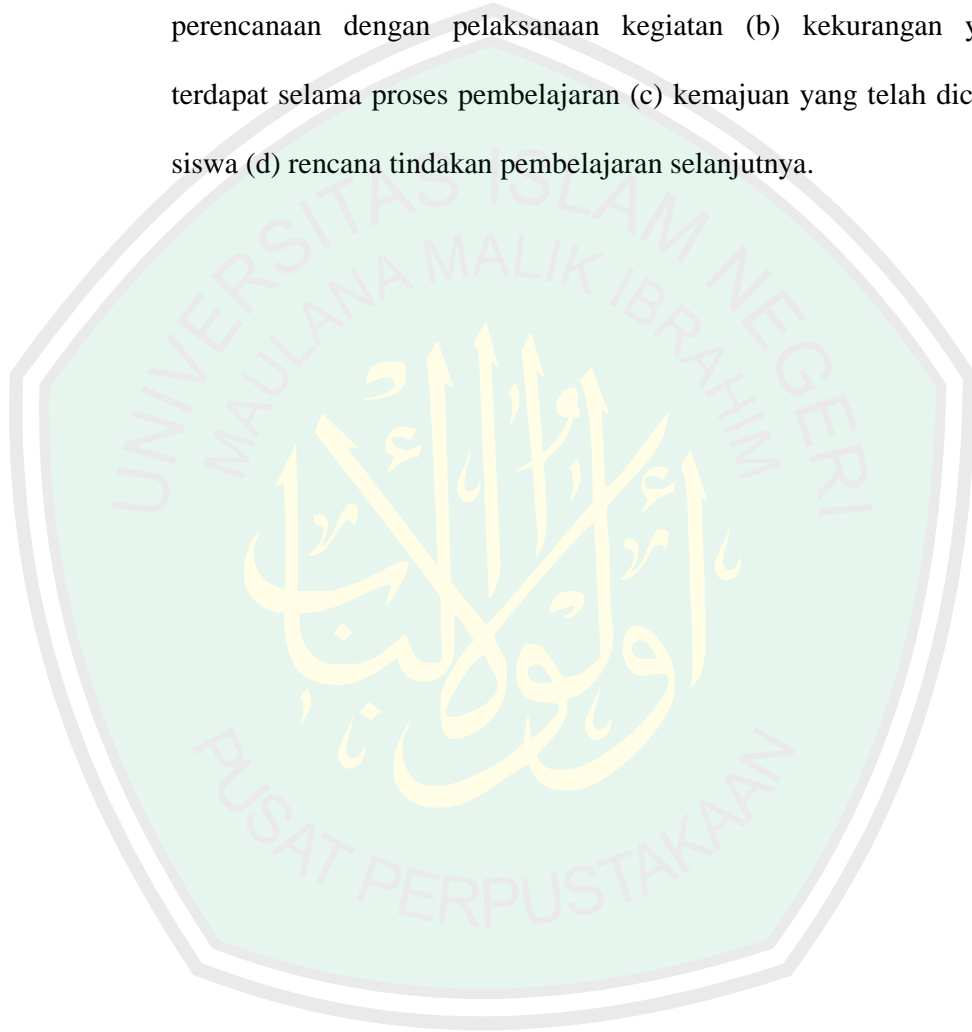 perencanaan dengan pelaksanaan kegiatan (b) kekurangan y
terdapat selama proses pembelajaran (c) kemajuan yang telah dic
siswa (d) rencana tindakan pembelajaran selanjutnya.
UNIVERSITAS ISLAM NEGERI
MAULANA MALIK IBRAHIM
أولوا الألباب
PUSAT PERPUSTAKAAN